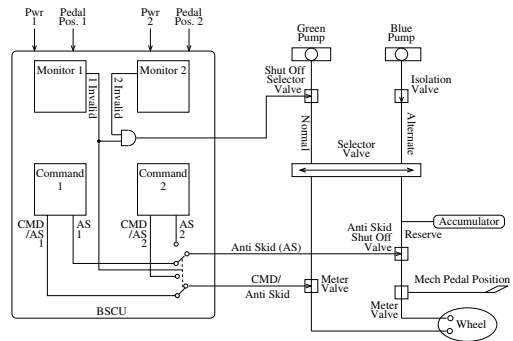 Pwr
1
Pedal
Pos. 1
Pwr
2
Pedal
Pos. 2
Green
Pump
Blue
Pump
Monitor 1
Monitor 2
1 Invalid
2 Invalid
Shut Off
Selector
Valve
Isolation
Valve
Normal
Alternate
Selector
Valve
Command
1
Command
2
CMD
/AS
1
AS
1
CMD
/AS
2
AS
2
Anti Skid (AS)
Anti Skid
Shut Off
Valve
Accumulator
Reserve
CMD/
Anti Skid
Meter
Valve
Mech Pedal Position
Meter
Valve
Wheel
BSCU